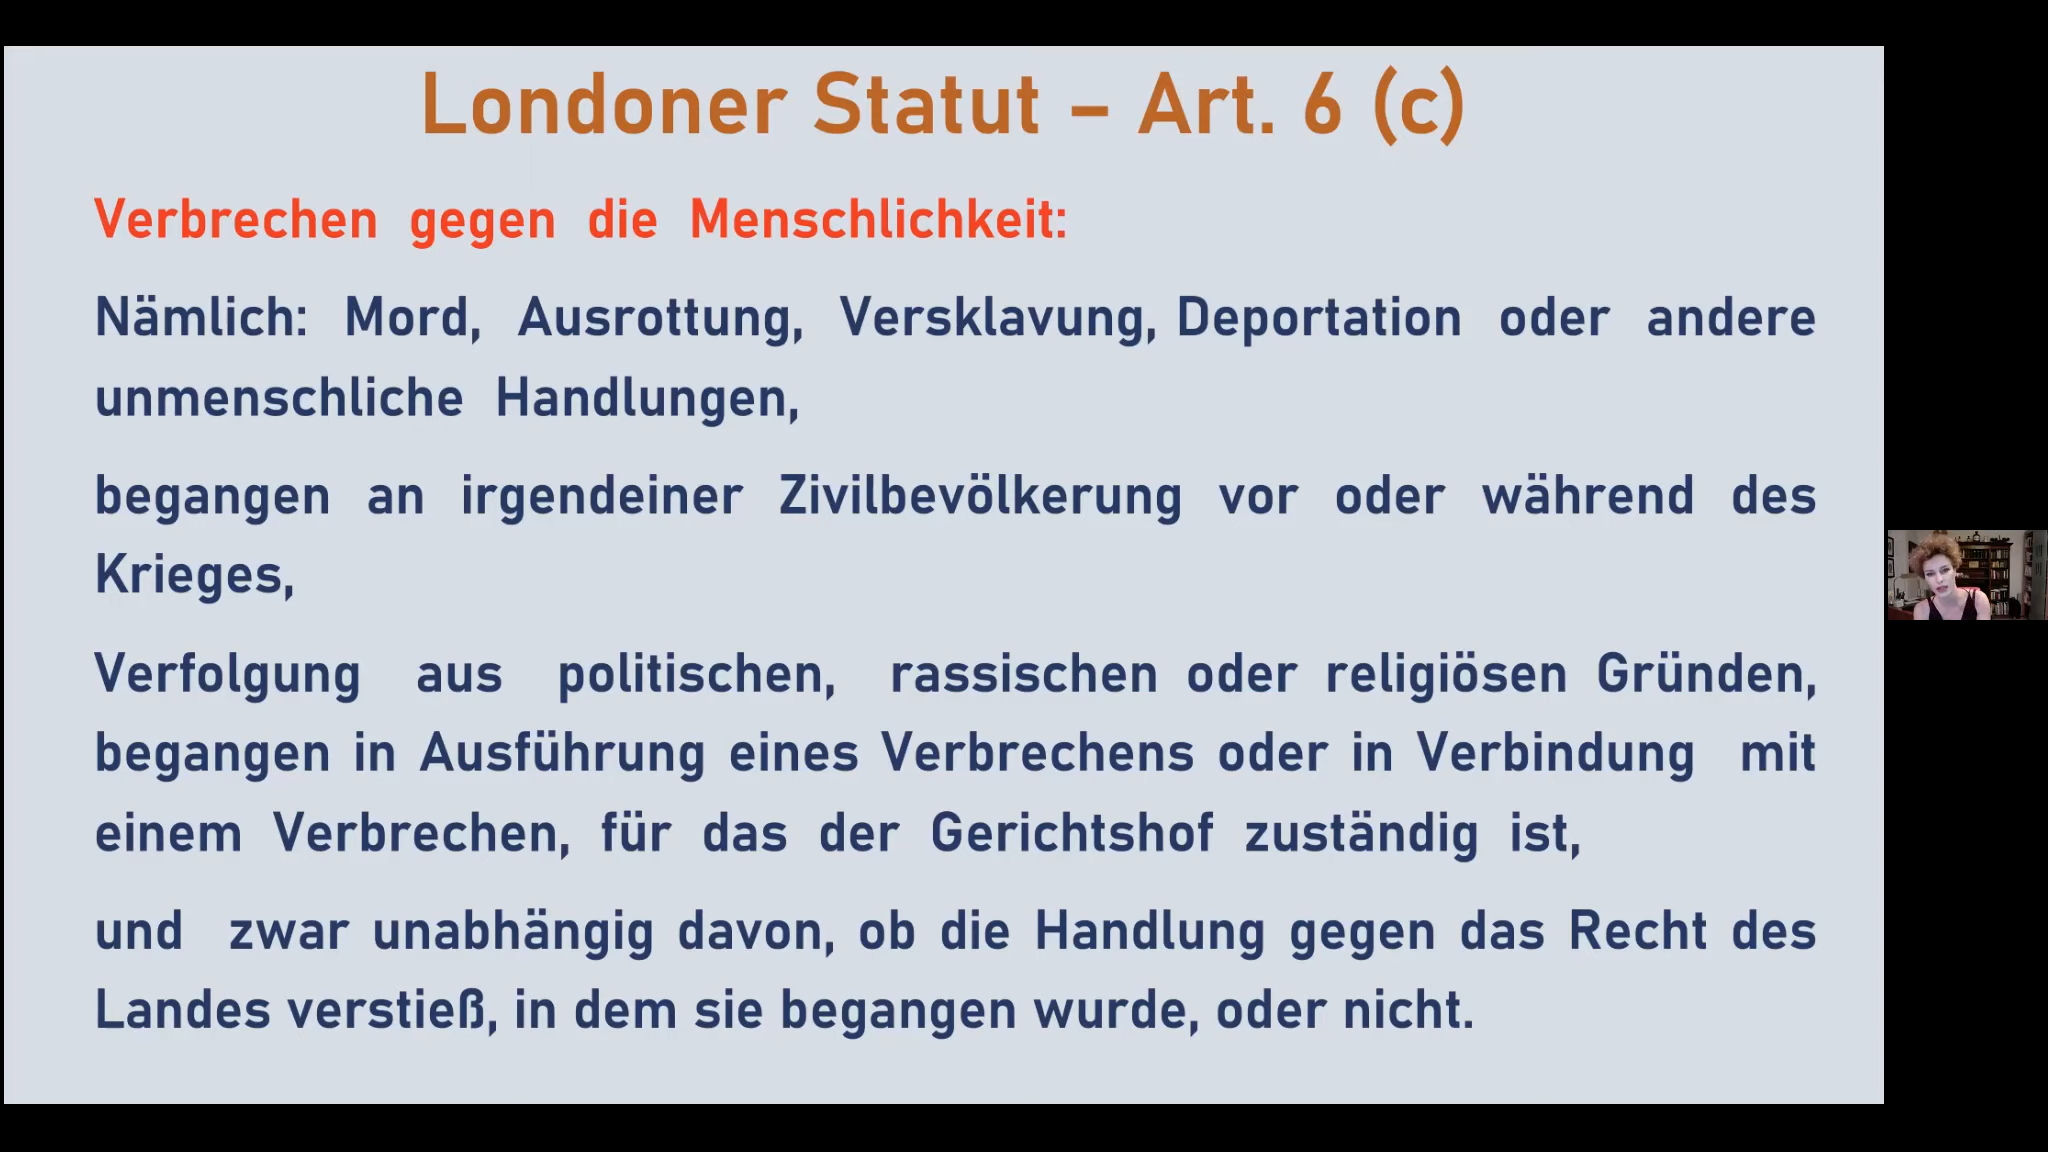 Londoner Statut – Art. 6 (c)
Verbrechen gegen die Menschlichkeit:
Nämlich: Mord, Ausrottung, Versklavung, Deportation oder andere
unmenschliche Handlungen,
begangen an irgendeiner Zivilbevölkerung vor oder während des
Krieges,
Verfolgung aus politischen, rassischen oder religiösen Gründen,
begangen in Ausführung eines Verbrechens oder in Verbindung mit
einem Verbrechen, für das der Gerichtshof zuständig ist,
und zwar unabhängig davon, ob die Handlung gegen das Recht des
Landes verstieß, in dem sie begangen wurde, oder nicht.